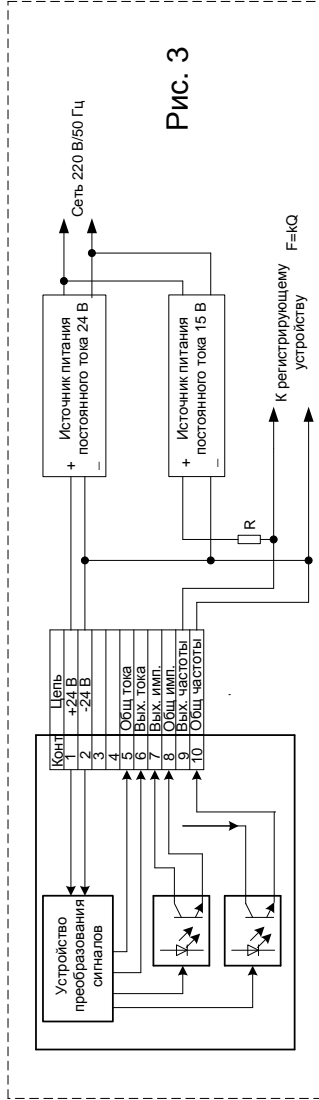 Рис. 3
Сеть 220 В/50 Гц
Источник питания
постоянного тока 24 В
+
–
Источник питания
постоянного тока 15 В
+
–
К регистрирующему
устройству
F=kQ
R
Конт
Цепь
1 +24 В
2 -24 В
3
4
5 Общ тока
6 Вых. тока
7 Вых. имп.
8 Общ имп.
9 Вых. частоты
10 Общ частоты
Устройство
преобразования
сигналов